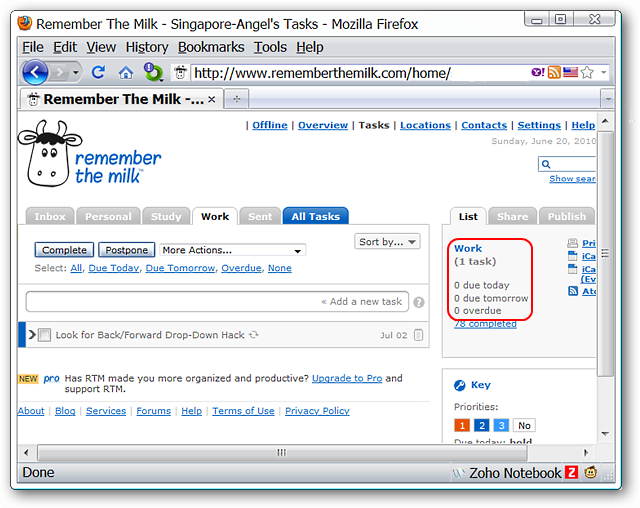 Remember The Milk - Singapore-Angel's Tasks - Mozilla Firefox
File Edit View History Bookmarks Tools Help
http://www.rememberthemilk.com/home/
Remember The Milk -...
| Offline | Overview | Tasks | Locations | Contacts | Settings | Help
Sunday, June 20, 2010
remember
the milk
Show sear
Inbox Personal Study Work Sent All Tasks
List Share Publish
Complete Postpone More Actions... Sort by...
Select: All, Due Today, Due Tomorrow, Overdue, None
« Add a new task ?
Look for Back/Forward Drop-Down Hack Jul 02
Work
(1 task)
0 due today
0 due tomorrow
0 overdue
78 completed
Pri
iCa
iCa
(Ev
Ato
NEW pro Has RTM made you more organized and productive? Upgrade to Pro and
support RTM.
About | Blog | Services | Forums | Help | Terms of Use | Privacy Policy
Key
Priorities:
1 2 3 No
Due today: bold
Done
Zoho Notebook Z